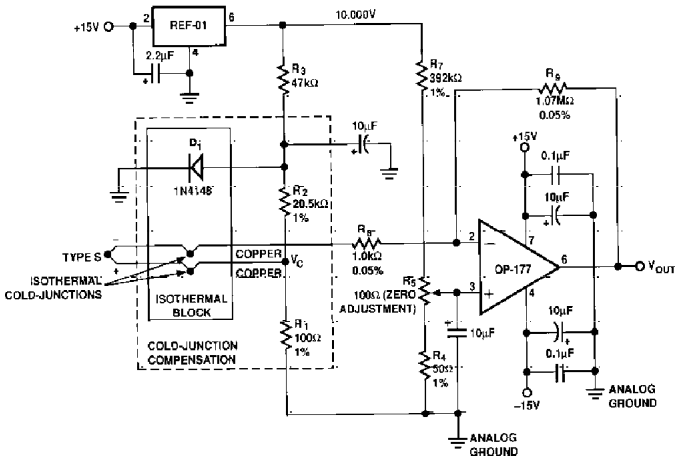 +15V
2
REF-01
6
10.000V
4
2.2µF
+
R3
47kΩ
R7
392kΩ
1%
R9
1.07MΩ
0.05%
+15V
10µF
+
0.1µF
10µF
+
D1
1N4148
R2
20.5kΩ
1%
−
TYPE S
+
COPPER
COPPER
VC
R8
1.0kΩ
0.05%
2
−
7
OP-177
6
VOUT
3
+
4
ISOTHERMAL
COLD-JUNCTIONS
ISOTHERMAL
BLOCK
R5
100Ω (ZERO
ADJUSTMENT)
R1
100Ω
1%
+
10µF
10µF
+
0.1µF
COLD-JUNCTION
COMPENSATION
R4
50Ω
1%
−15V
ANALOG
GROUND
ANALOG
GROUND